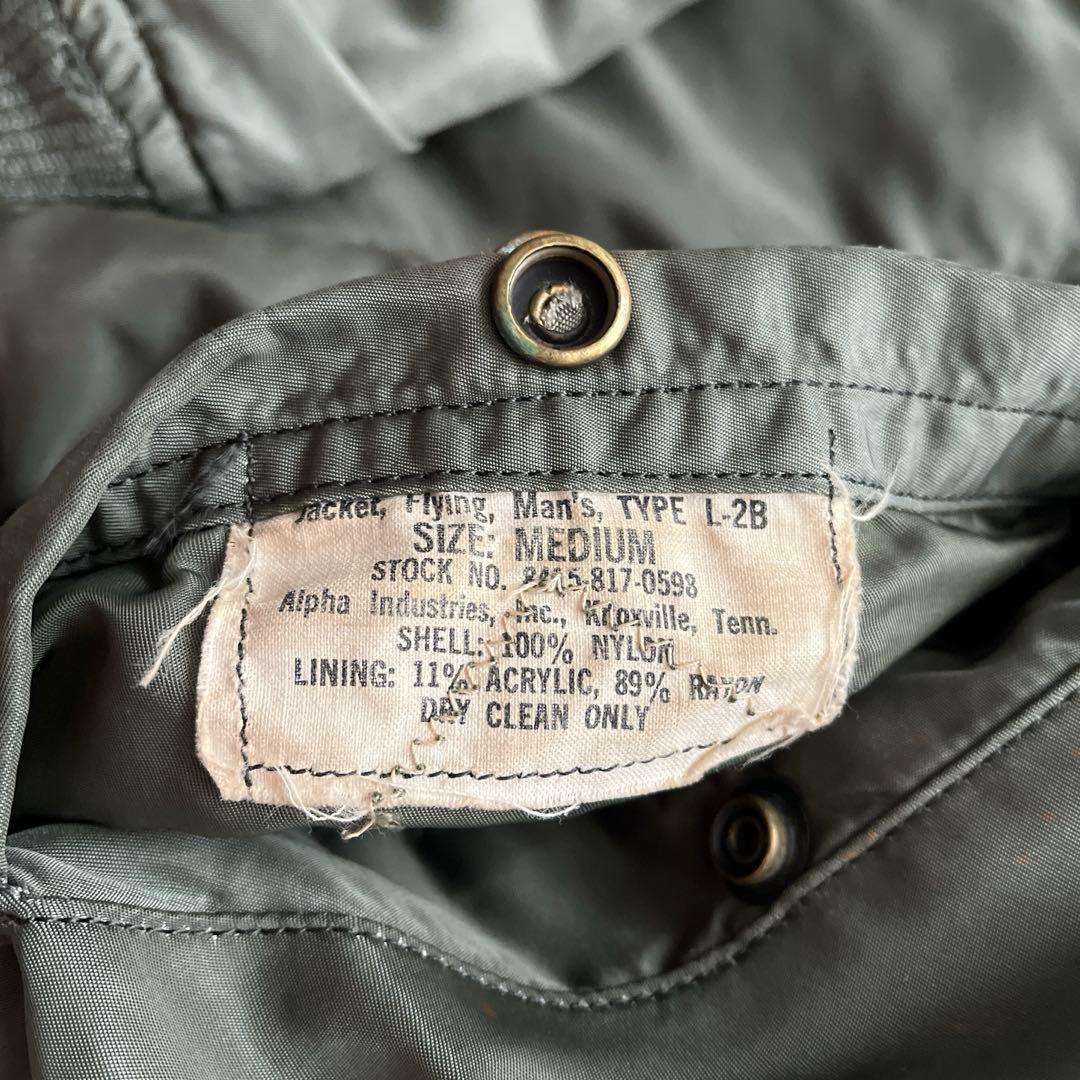 Jacket, Flying, Man's, TYPE L-2B
SIZE: MEDIUM
STOCK NO. 8415-817-0598
Alpha Industries, Inc., Knoxville, Tenn.
SHELL: 100% NYLON
LINING: 11% ACRYLIC, 89% RAYON
DRY CLEAN ONLY